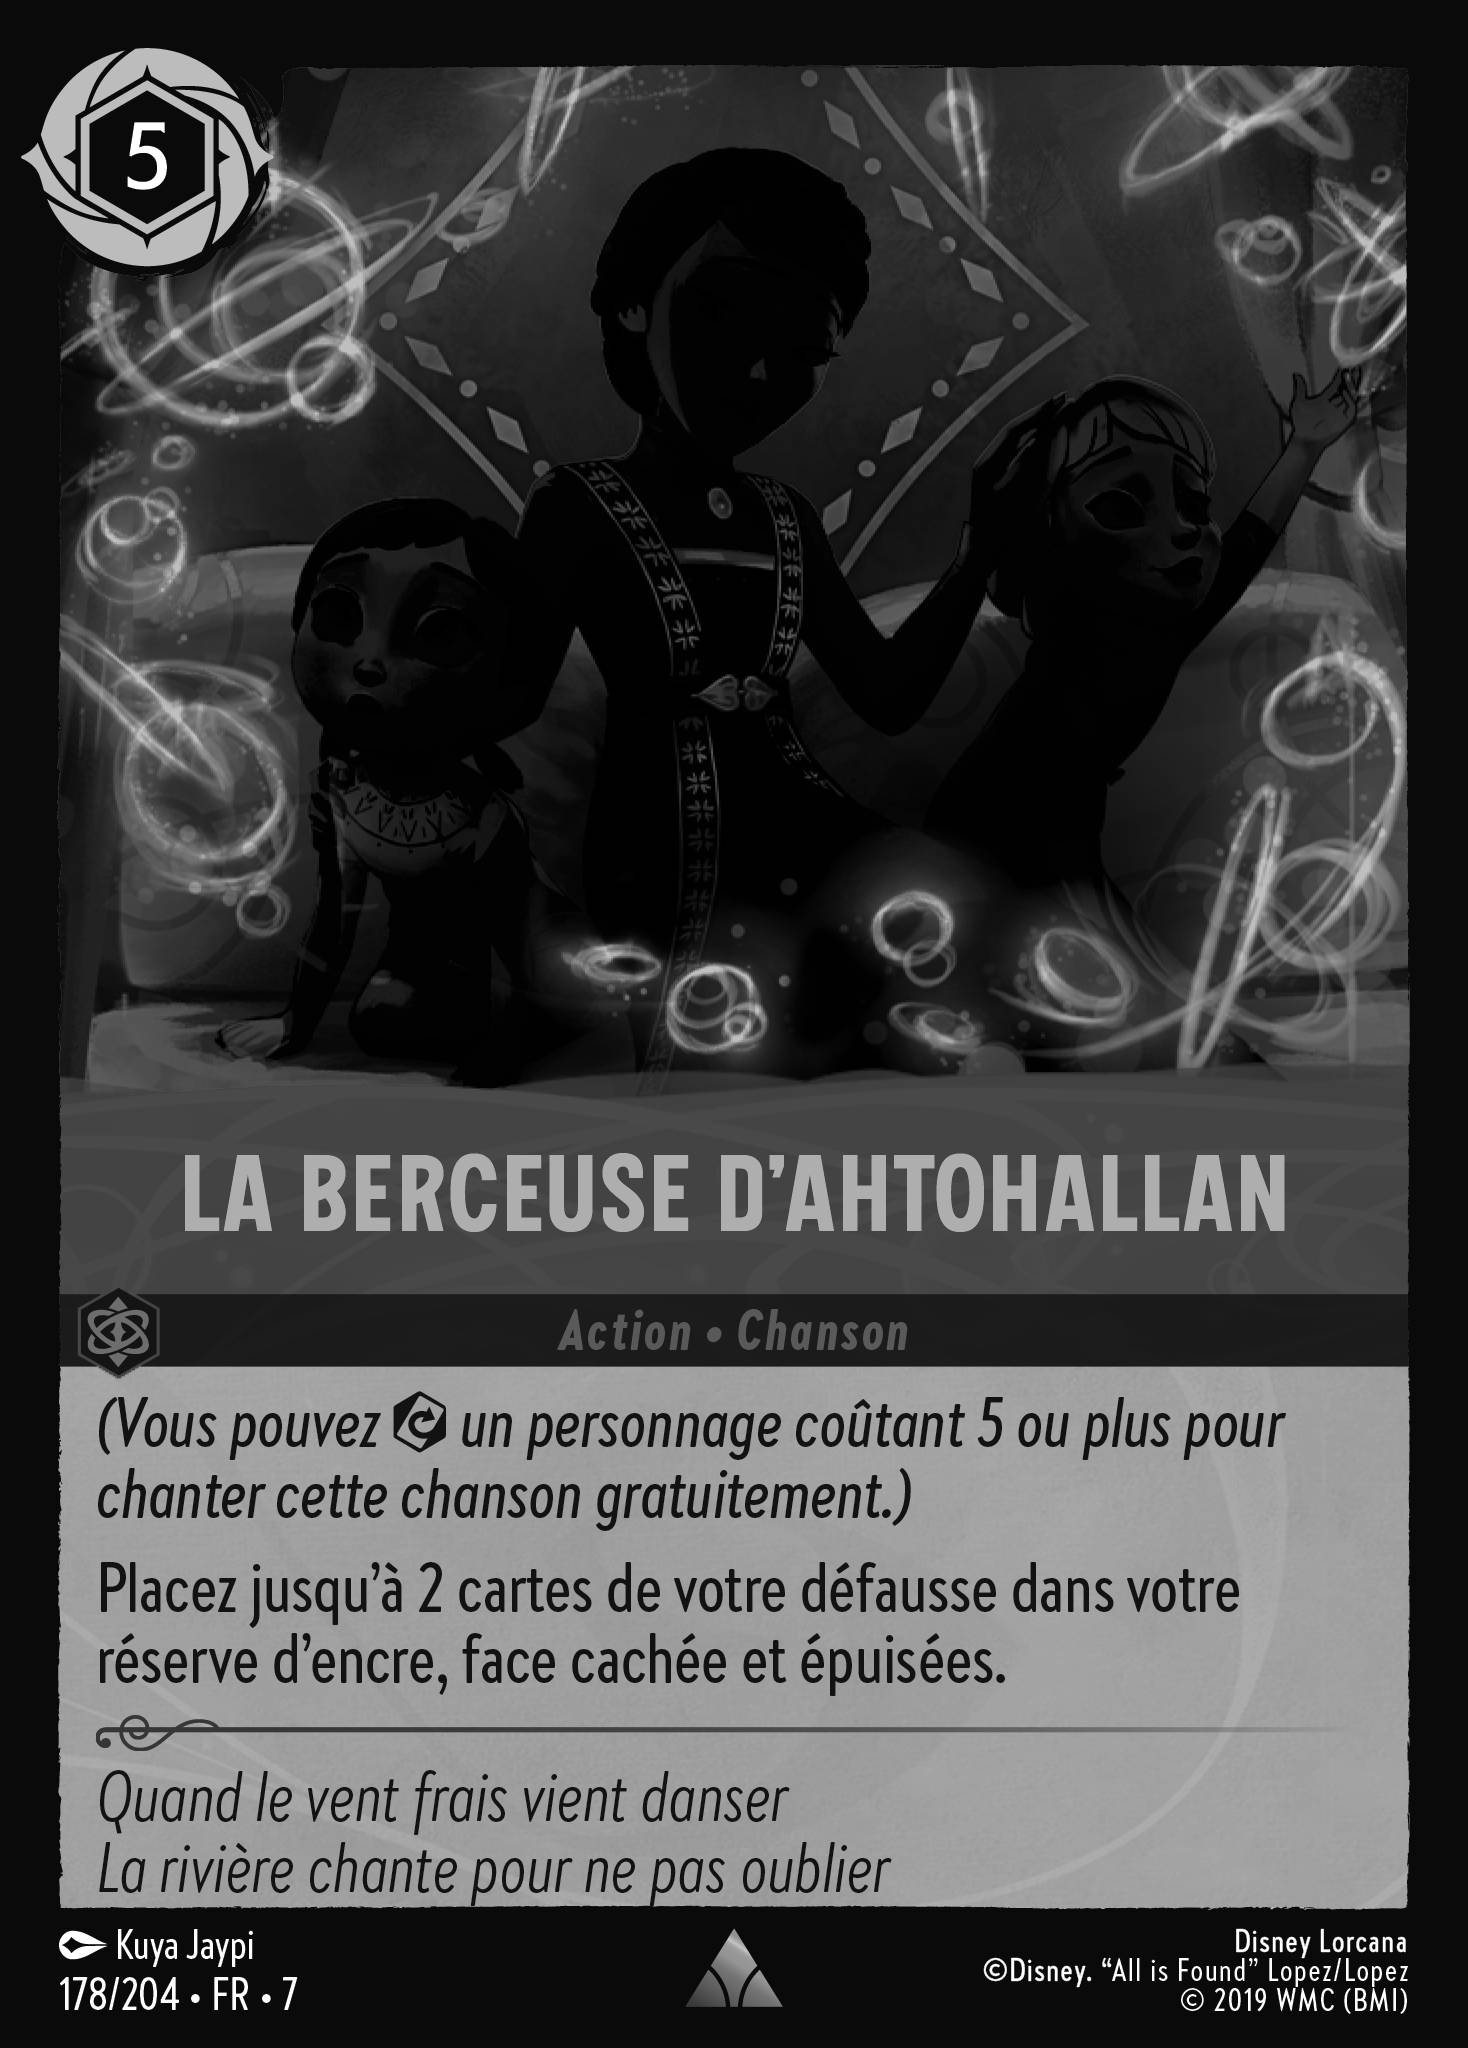 5
LA BERCEUSE D’AHTOHALLAN
Action • Chanson
(Vous pouvez un personnage coûtant 5 ou plus pour
chanter cette chanson gratuitement.)
Placez jusqu’à 2 cartes de votre défausse dans votre
réserve d’encre, face cachée et épuisées.
Quand le vent frais vient danser
La rivière chante pour ne pas oublier
Kuya Jaypi
178/204 • FR • 7
Disney Lorcana
©Disney. “All is Found” Lopez/Lopez
© 2019 WMC (BMI)